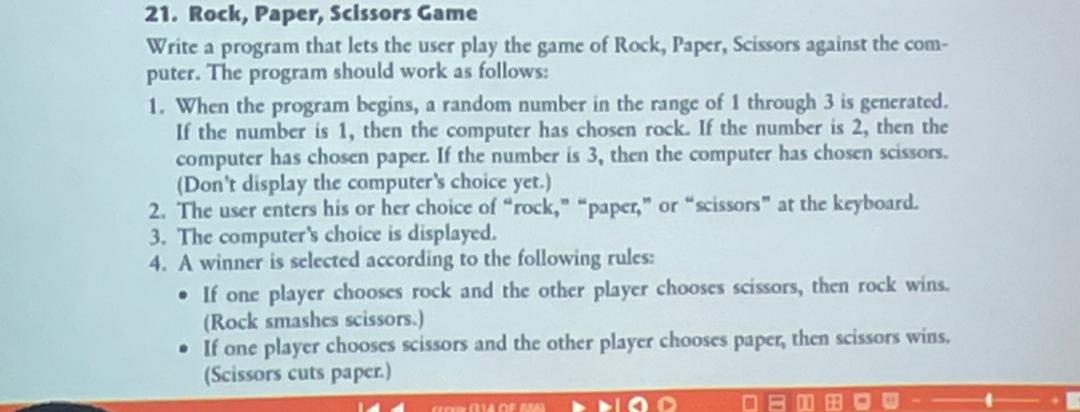 21. Rock, Paper, Scissors Game
Write a program that lets the user play the game of Rock, Paper, Scissors against the com-
puter. The program should work as follows:
1. When the program begins, a random number in the range of 1 through 3 is generated.
If the number is 1, then the computer has chosen rock. If the number is 2, then the
computer has chosen paper. If the number is 3, then the computer has chosen scissors.
(Don't display the computer's choice yet.)
2. The user enters his or her choice of "rock," "paper," or "scissors" at the keyboard.
3. The computer's choice is displayed.
4. A winner is selected according to the following rules:
• If one player chooses rock and the other player chooses scissors, then rock wins.
(Rock smashes scissors.)
• If one player chooses scissors and the other player chooses paper, then scissors wins.
(Scissors cuts paper.)